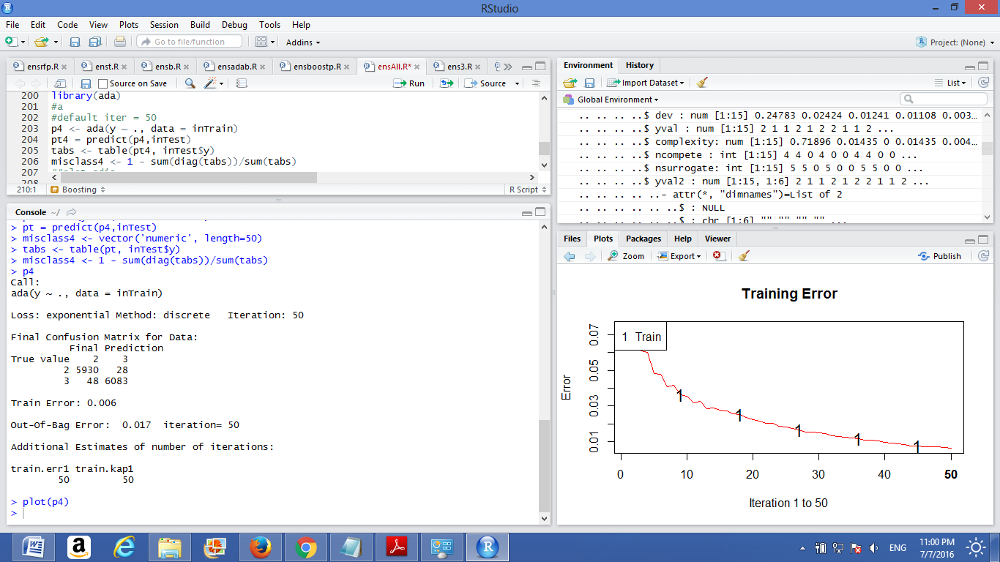 RStudio
File Edit Code View Plots Session Build Debug Tools Help
Go to file/function
Addins
Project: (None)
ensrfp.R enst.R ensb.R ensadab.R ensboostp.R ensAll.R* ens3.R
Source on Save
Run
Source
200 library(ada)
201 #a
202 #default iter = 50
203 p4 <- ada(y ~ ., data = inTrain)
204 pt4 = predict(p4,inTest)
205 tabs <- table(pt4, inTest$y)
206 misclass4 <- 1 - sum(diag(tabs))/sum(tabs)
207
208
210:1 Boosting R Script
Console ~/
> pt = predict(p4,inTest)
> misclass4 <- vector('numeric', length=50)
> tabs <- table(pt, inTest$y)
> misclass4 <- 1 - sum(diag(tabs))/sum(tabs)
> p4
Call:
ada(y ~ ., data = inTrain)
Loss: exponential Method: discrete Iteration: 50
Final Confusion Matrix for Data:
Final Prediction
True value 2 3
2 5930 28
3 48 6083
Train Error: 0.006
Out-Of-Bag Error: 0.017 iteration= 50
Additional Estimates of number of iterations:
train.err1 train.kap1
50 50
> plot(p4)
>
Environment History
Import Dataset
List
Global Environment
.. .. .. ..$ dev : num [1:15] 0.24783 0.02424 0.01241 0.01108 0.003...
.. .. .. ..$ yval : num [1:15] 2 1 1 2 1 2 2 1 1 2 ...
.. .. .. ..$ complexity: num [1:15] 0.71896 0.01435 0 0.01435 0.004...
.. .. .. ..$ ncompete : int [1:15] 4 4 0 4 0 0 4 4 0 0 ...
.. .. .. ..$ nsurrogate: int [1:15] 5 5 0 5 0 0 5 5 0 0 ...
.. .. .. ..$ yval2 : num [1:15, 1:6] 2 1 1 2 1 2 2 1 1 2 ...
.. .. .. .. ..- attr(*, "dimnames")=List of 2
.. .. .. .. .. ..$ : NULL
.. .. .. .. .. ..$ : chr [1:6] "" "" "" "" ...
Files Plots Packages Help Viewer
Zoom Export Publish
Training Error
1 Train
Error
0.07
0.05
0.03
0.01
1 1 1 1 1
0 10 20 30 40 50
Iteration 1 to 50
ENG
11:00 PM
7/7/2016